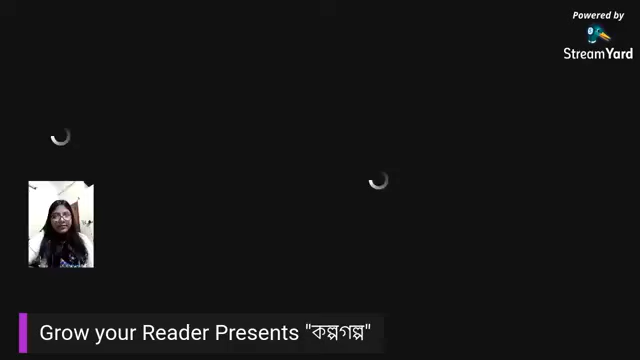 Powered by
StreamYard
Grow your Reader Presents "কল্পগল্প"